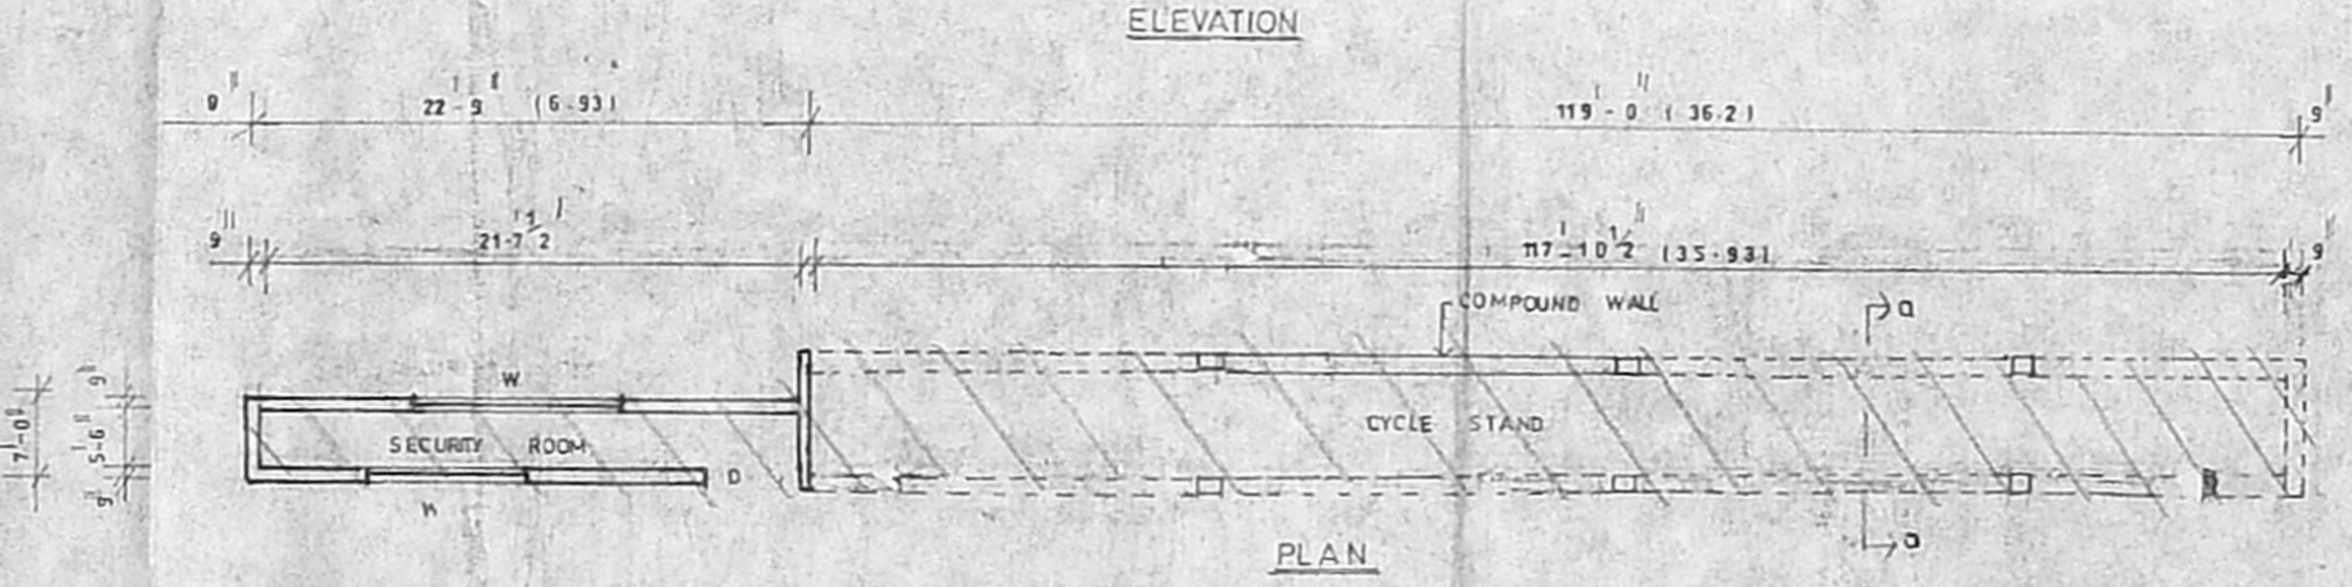 ELEVATION
9" 22'-9" (6.93) 119'-0" (36.2) 9"
9" 21'-7 1/2" 117'-10 1/2" (35.93) 9"
COMPOUND WALL
a
W
SECURITY ROOM
D
W
CYCLE STAND
a
7'-0"
9"
5'-6"
9"
PLAN